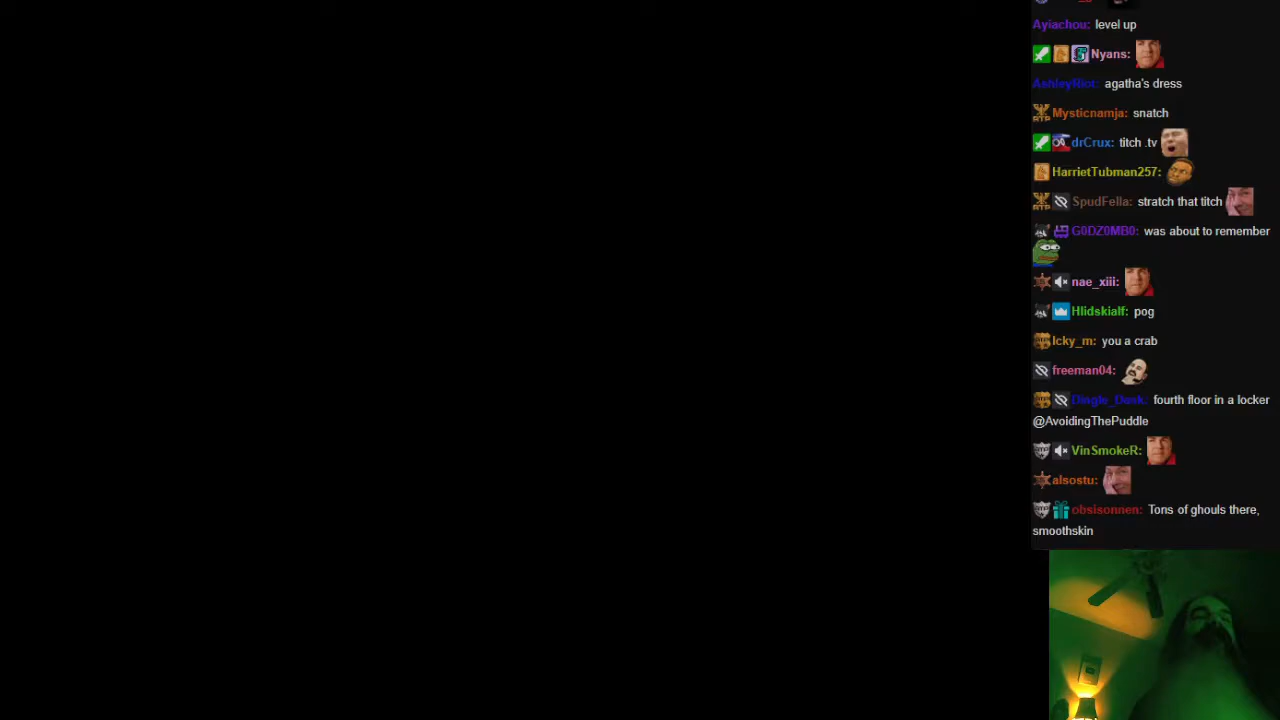 Ayiachou: level up
Nyans:
AshleyRiot: agatha's dress
Mysticnamja: snatch
drCrux: titch .tv
HarrietTubman257:
SpudFella: stratch that titch
G0DZ0MB0: was about to remember
nae_xiii:
Hlidskialf: pog
Icky_m: you a crab
freeman04:
Dingle_Dusk: fourth floor in a locker
@AvoidingThePuddle
VinSmokeR:
alsostu:
obsisonnen: Tons of ghouls there,
smoothskin